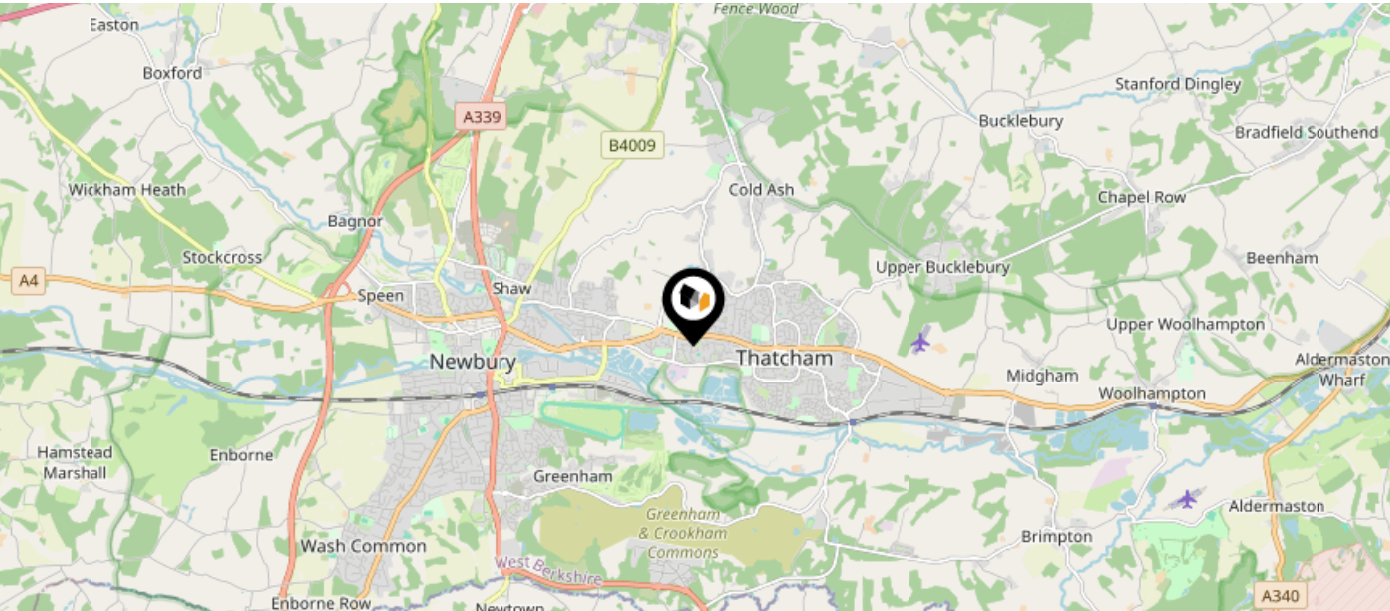 Fence Wood
Easton
Boxford
Stanford Dingley
A339
Bucklebury
Bradfield Southend
B4009
Wickham Heath
Cold Ash
Chapel Row
Bagnor
Stockcross
Upper Bucklebury
Beenham
A4
Speen
Shaw
Upper Woolhampton
Newbury
Thatcham
Aldermaston
Wharf
Midgham
Woolhampton
Hamstead
Marshall
Enborne
Greenham
Aldermaston
Greenham
& Crookham
Commons
Wash Common
Brimpton
West Berkshire
A340
Enborne Row
Newtown